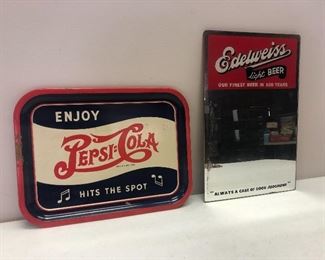 ENJOY
PEPSI-COLA
HITS THE SPOT
Edelweiss
light BEER
OUR FINEST BEER IN 100 YEARS
"ALWAYS A CASE OF GOOD JUDGMENT"